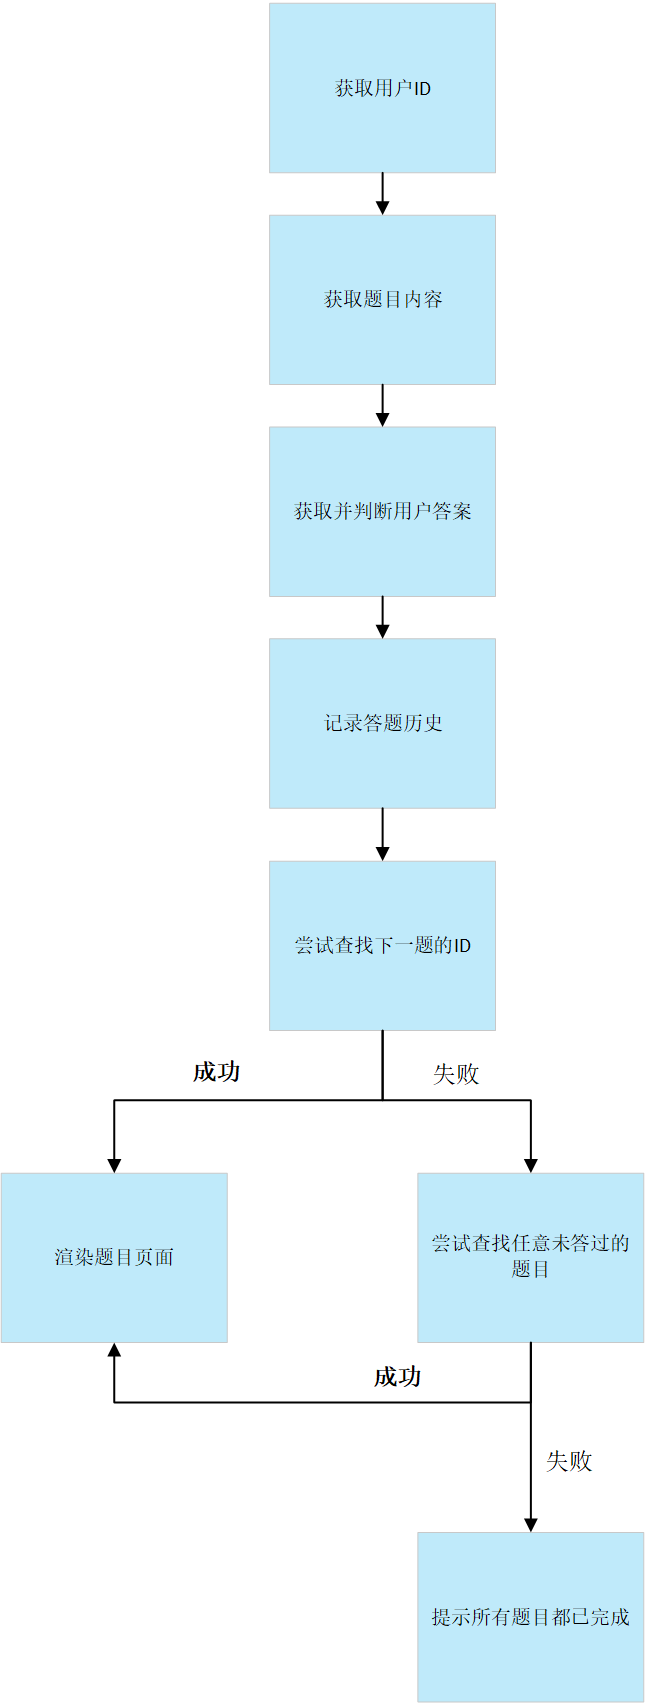 获取用户ID
获取题目内容
获取并判断用户答案
记录答题历史
尝试查找下一题的ID
成功
失败
渲染题目页面
尝试查找任意未答过的
题目
成功
失败
提示所有题目都已完成